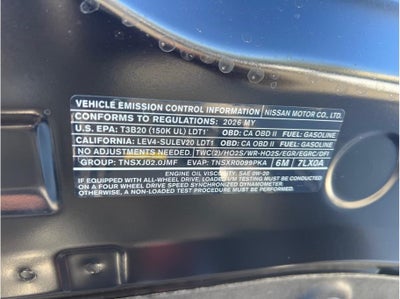 VEHICLE EMISSION CONTROL INFORMATION NISSAN MOTOR CO., LTD.
CONFORMS TO REGULATIONS: 2026 MY
U.S. EPA: T3B20 (150K UL) LDT1 OBD: CA OBD II FUEL: GASOLINE
CALIFORNIA: LEV4-SULEV20 LDT1 OBD: CA OBD II FUEL: GASOLINE
NO ADJUSTMENTS NEEDED TWC(2)/HO2S/WR-HO2S/EGR/EGRC/DFI
GROUP: TNSXJ02.0JMF EVAP: TNSXR0099PKA 6M 7LX0A
ENGINE OIL VISCOSITY: SAE 0W-20
IF EQUIPPED WITH ALL-WHEEL DRIVE, LOADED I/M TESTING MUST BE CONDUCTED
ON A FOUR WHEEL DRIVE SPEED SYNCHRONIZED DYNAMOMETER.
OTHERWISE, A NON-LOADED TEST PROCEDURE MUST BE CONDUCTED.